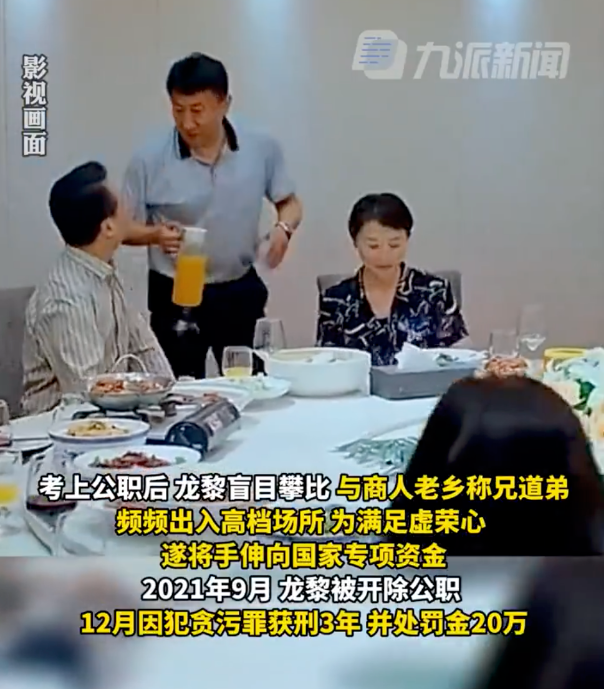 九派新闻
影视画面
考上公职后 龙黎盲目攀比 与商人老乡称兄道弟
频频出入高档场所 为满足虚荣心
遂将手伸向国家专项资金
2021年9月 龙黎被开除公职
12月因犯贪污罪获刑3年 并处罚金20万